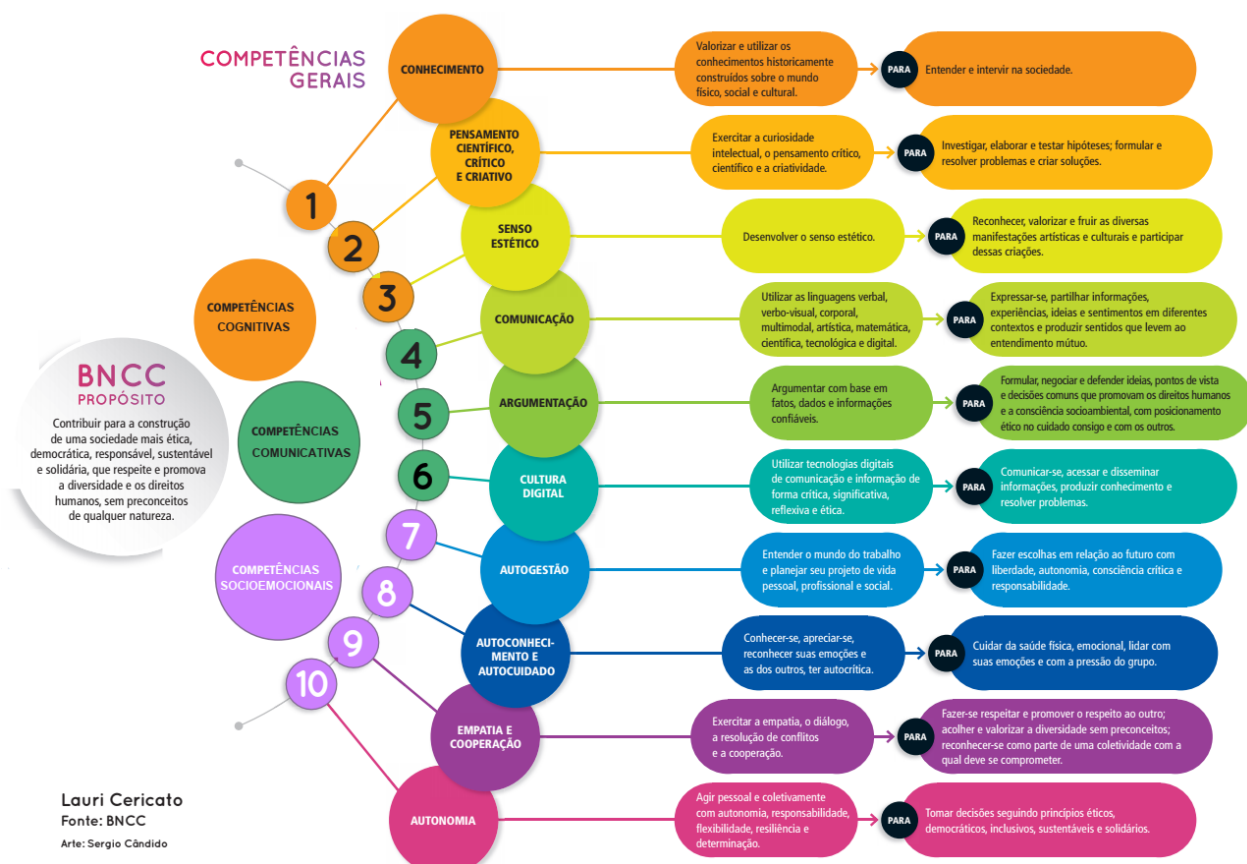 COMPETÊNCIAS
GERAIS
1
CONHECIMENTO
Valorizar e utilizar os
conhecimentos historicamente
construídos sobre o mundo
físico, social e cultural.
PARA
Entender e intervir na sociedade.
2
PENSAMENTO
CIENTÍFICO,
CRÍTICO
E CRIATIVO
Exercitar a curiosidade
intelectual, o pensamento crítico,
científico e a criatividade.
PARA
Investigar, elaborar e testar hipóteses; formular e
resolver problemas e criar soluções.
3
SENSO
ESTÉTICO
Desenvolver o senso estético.
PARA
Reconhecer, valorizar e fruir as diversas
manifestações artísticas e culturais e participar
dessas criações.
4
COMUNICAÇÃO
Utilizar as linguagens verbal,
verbo-visual, corporal,
multimodal, artística, matemática,
científica, tecnológica e digital.
PARA
Expressar-se, partilhar informações,
experiências, ideias e sentimentos em diferentes
contextos e produzir sentidos que levem ao
entendimento mútuo.
5
ARGUMENTAÇÃO
Argumentar com base em
fatos, dados e informações
confiáveis.
PARA
Formular, negociar e defender ideias, pontos de vista
e decisões comuns que promovam os direitos humanos
e a consciência socioambiental, com posicionamento
ético no cuidado consigo e com os outros.
6
CULTURA
DIGITAL
Utilizar tecnologias digitais
de comunicação e informação de
forma crítica, significativa,
reflexiva e ética.
PARA
Comunicar-se, acessar e disseminar
informações, produzir conhecimento e
resolver problemas.
7
AUTOGESTÃO
Entender o mundo do trabalho
e planejar seu projeto de vida
pessoal, profissional e social.
PARA
Fazer escolhas em relação ao futuro com
liberdade, autonomia, consciência crítica e
responsabilidade.
8
AUTOCONHECI-
MENTO E
AUTOCUIDADO
Conhecer-se, apreciar-se,
reconhecer suas emoções e
as dos outros, ter autocrítica.
PARA
Cuidar da saúde física, emocional, lidar com
suas emoções e com a pressão do grupo.
9
EMPATIA E
COOPERAÇÃO
Exercitar a empatia, o diálogo,
a resolução de conflitos
e a cooperação.
PARA
Fazer-se respeitar e promover o respeito ao outro;
acolher e valorizar a diversidade sem preconceitos;
reconhecer-se como parte de uma coletividade com a
qual deve se comprometer.
10
AUTONOMIA
Agir pessoal e coletivamente
com autonomia, responsabilidade,
flexibilidade, resiliência e
determinação.
PARA
Tomar decisões seguindo princípios éticos,
democráticos, inclusivos, sustentáveis e solidários.
COMPETÊNCIAS
COGNITIVAS
COMPETÊNCIAS
COMUNICATIVAS
COMPETÊNCIAS
SOCIOEMOCIONAIS
BNCC
PROPÓSITO
Contribuir para a construção
de uma sociedade mais ética,
democrática, responsável, sustentável
e solidária, que respeite e promova
a diversidade e os direitos
humanos, sem preconceitos
de qualquer natureza.
Lauri Cericato
Fonte: BNCC
Arte: Sergio Cândido